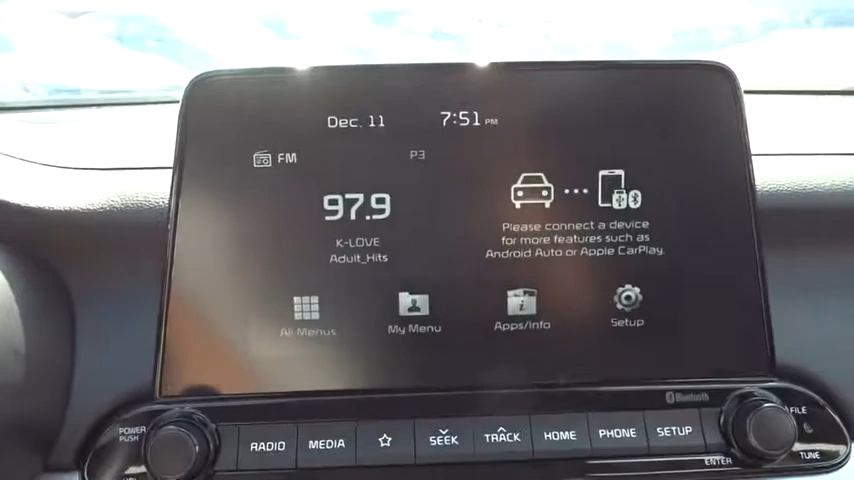 Dec. 11 7:51 PM
FM P3
97.9
K-LOVE
Adult_Hits
Please connect a device
for more features such as
Android Auto or Apple CarPlay.
All Menus My Menu Apps/Info Setup
Bluetooth
POWER
PUSH
RADIO MEDIA SEEK TRACK HOME PHONE SETUP
FILE
TUNE
ENTER